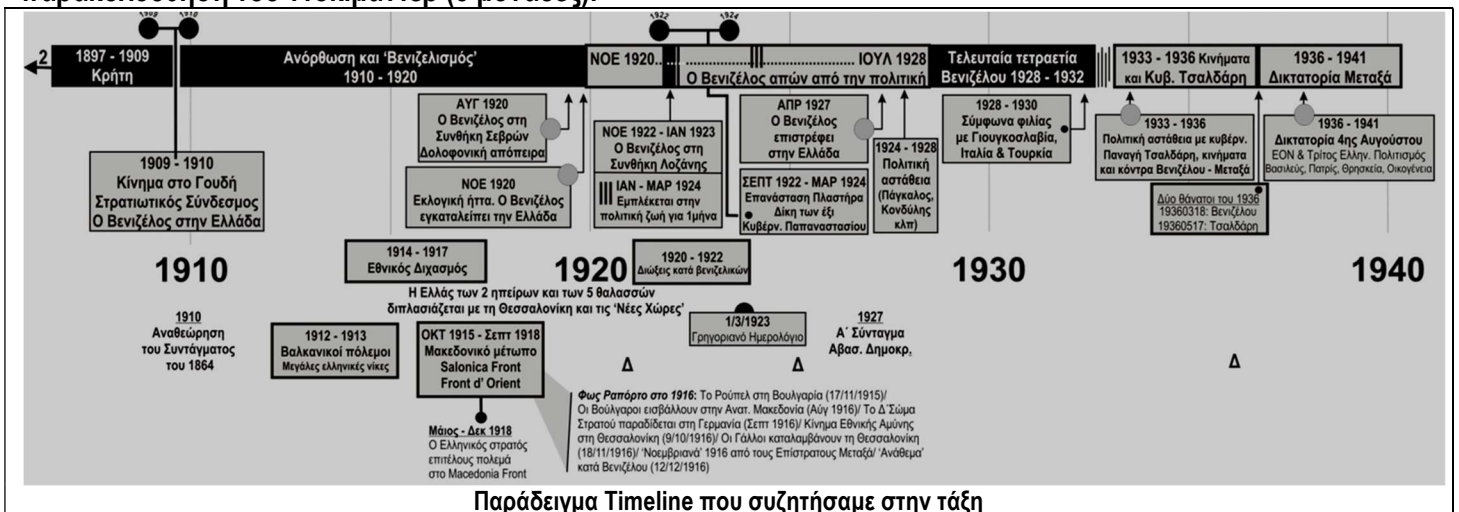 παρακολούθηση του ντοκιμαντέρ (6 μονάδες).
1909
1910
1922
1924
2
1897 - 1909
Κρήτη
Ανόρθωση και ‘Βενιζελισμός’
1910 - 1920
ΝΟΕ 1920.. ΙΟΥΛ 1928
Ο Βενιζέλος απών από την πολιτική
Τελευταία τετραετία
Βενιζέλου 1928 - 1932
1933 - 1936 Κινήματα
και Κυβ. Τσαλδάρη
1936 - 1941
Δικτατορία Μεταξά
1909 - 1910
Κίνημα στο Γουδή
Στρατιωτικός Σύνδεσμος
Ο Βενιζέλος στην Ελλάδα
ΑΥΓ 1920
Ο Βενιζέλος στη
Συνθήκη Σεβρών
Δολοφονική απόπειρα
ΝΟΕ 1920
Εκλογική ήττα. Ο Βενιζέλος
εγκαταλείπει την Ελλάδα
ΝΟΕ 1922 - ΙΑΝ 1923
Ο Βενιζέλος στη
Συνθήκη Λοζάνης
ΙΑΝ - ΜΑΡ 1924
Εμπλέκεται στην
πολιτική ζωή για 1μήνα
ΑΠΡ 1927
Ο Βενιζέλος
επιστρέφει
στην Ελλάδα
ΣΕΠΤ 1922 - ΜΑΡ 1924
Επανάσταση Πλαστήρα
Δίκη των έξι
Κυβέρν. Παπαναστασίου
1924 - 1928
Πολιτική
αστάθεια
(Πάγκαλος,
Κονδύλης
κλπ)
1928 - 1930
Σύμφωνα φιλίας
με Γιουγκοσλαβία,
Ιταλία & Τουρκία
1933 - 1936
Πολιτική αστάθεια με κυβέρν.
Παναγή Τσαλδάρη, κινήματα
και κόντρα Βενιζέλου - Μεταξά
1936 - 1941
Δικτατορία 4ης Αυγούστου
ΕΟΝ & Τρίτος Ελλην. Πολιτισμός
Βασιλεύς, Πατρίς, Θρησκεία, Οικογένεια
Δύο θάνατοι του 1936
19360318: Βενιζέλου
19360517: Τσαλδάρη
1910
1920
1930
1940
1914 - 1917
Εθνικός Διχασμός
1920 - 1922
Διώξεις κατά βενιζελικών
Η Ελλάς των 2 ηπείρων και των 5 θαλασσών
διπλασιάζεται με τη Θεσσαλονίκη και τις ‘Νέες Χώρες’
1910
Αναθεώρηση
του Συντάγματος
του 1864
1912 - 1913
Βαλκανικοί πόλεμοι
Μεγάλες ελληνικές νίκες
ΟΚΤ 1915 - Σεπτ 1918
Μακεδονικό μέτωπο
Salonica Front
Front d’ Orient
1/3/1923
Γρηγοριανό Ημερολόγιο
1927
Α΄ Σύνταγμα
Αβασ. Δημοκρ.
Δ
Δ
Δ
Μάιος - Δεκ 1918
Ο Ελληνικός στρατός
επιτέλους πολεμά
στο Macedonia Front
Φως Ραπόρτο στο 1916: Το Ρούπελ στη Βουλγαρία (17/11/1915)/
Οι Βούλγαροι εισβάλλουν στην Ανατ. Μακεδονία (Αύγ 1916)/ Το Δ΄Σώμα
Στρατού παραδίδεται στη Γερμανία (Σεπτ 1916)/ Κίνημα Εθνικής Αμύνης
στη Θεσσαλονίκη (9/10/1916)/ Οι Γάλλοι καταλαμβάνουν τη Θεσσαλονίκη
(18/11/1916)/ ‘Νοεμβριανά’ 1916 από τους Επίστρατους Μεταξά/ ‘Ανάθεμα’
κατά Βενιζέλου (12/12/1916)
Παράδειγμα Timeline που συζητήσαμε στην τάξη